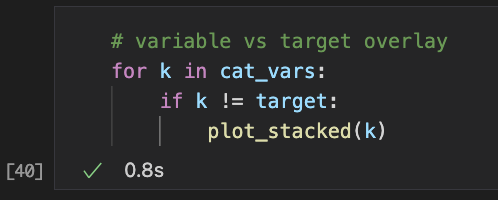 # variable vs target overlay
for k in cat_vars:
    if k != target:
        plot_stacked(k)
[40] ✓ 0.8s